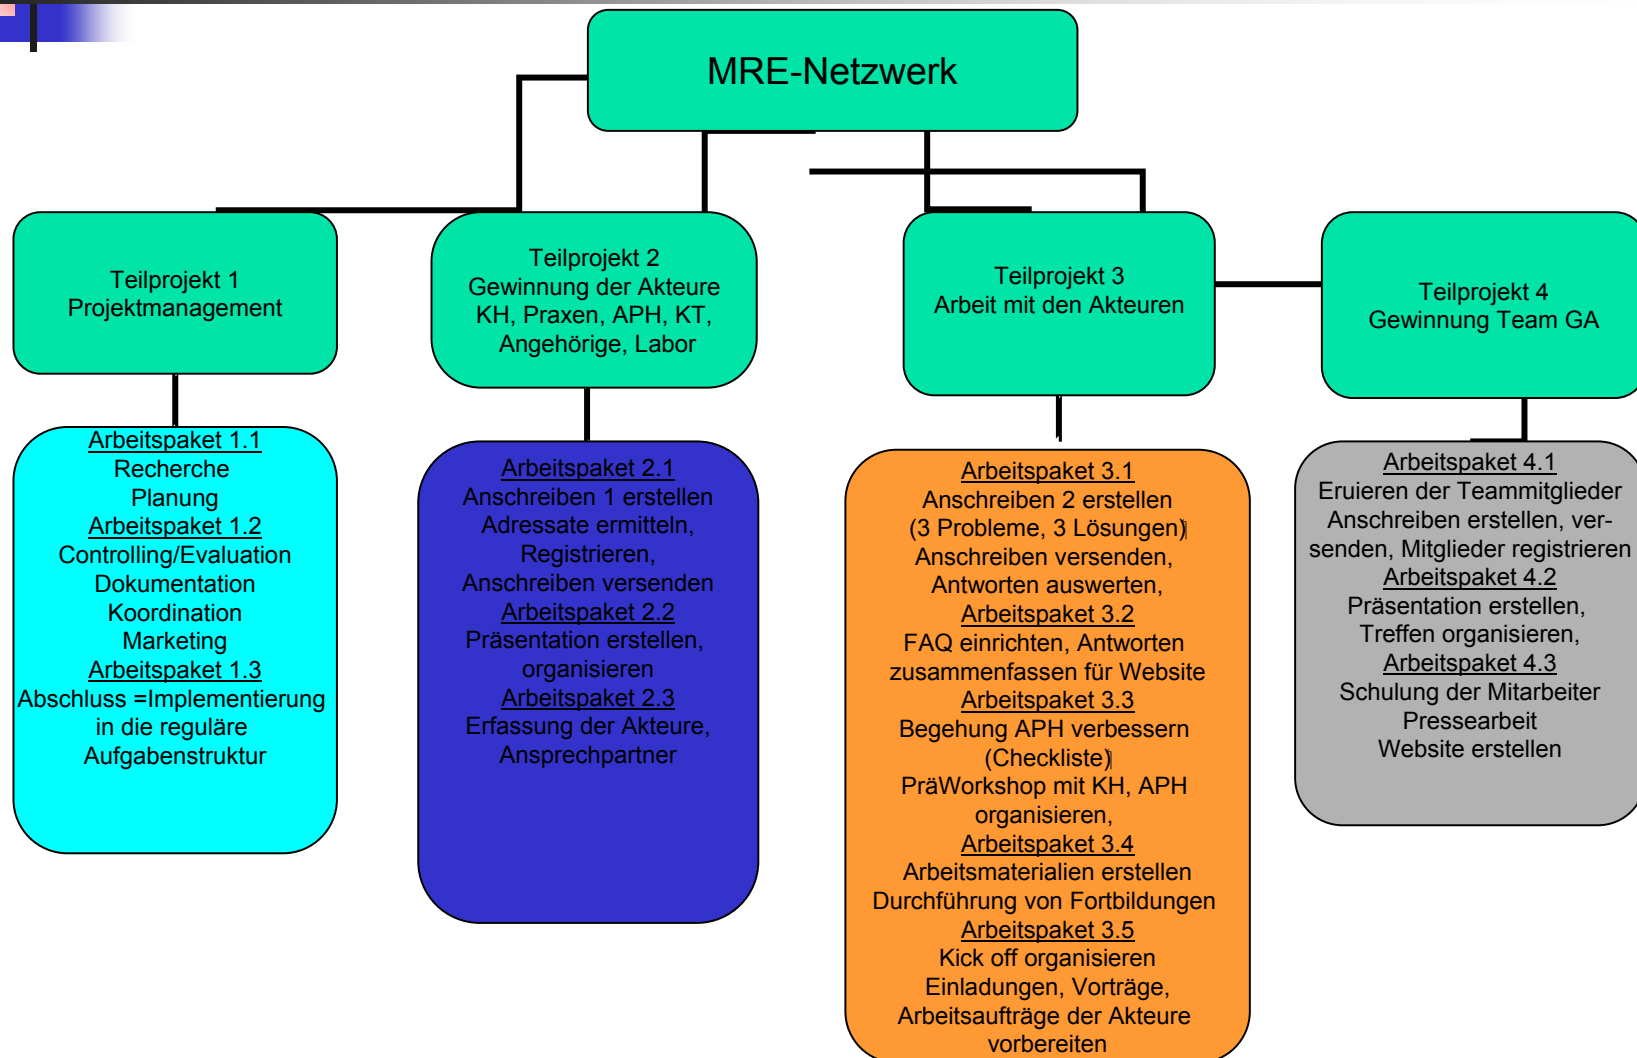 MRE-Netzwerk
Teilprojekt 1
Projektmanagement
Teilprojekt 2
Gewinnung der Akteure
KH, Praxen, APH, KT,
Angehörige, Labor
Teilprojekt 3
Arbeit mit den Akteuren
Teilprojekt 4
Gewinnung Team GA
Arbeitspaket 1.1
Recherche
Planung
Arbeitspaket 1.2
Controlling/Evaluation
Dokumentation
Koordination
Marketing
Arbeitspaket 1.3
Abschluss =Implementierung
in die reguläre
Aufgabenstruktur
Arbeitspaket 2.1
Anschreiben 1 erstellen
Adressate ermitteln,
Registrieren,
Anschreiben versenden
Arbeitspaket 2.2
Präsentation erstellen,
organisieren
Arbeitspaket 2.3
Erfassung der Akteure,
Ansprechpartner
Arbeitspaket 3.1
Anschreiben 2 erstellen
(3 Probleme, 3 Lösungen)
Anschreiben versenden,
Antworten auswerten,
Arbeitspaket 3.2
FAQ einrichten, Antworten
zusammenfassen für Website
Arbeitspaket 3.3
Begehung APH verbessern
(Checkliste)
PräWorkshop mit KH, APH
organisieren,
Arbeitspaket 3.4
Arbeitsmaterialien erstellen
Durchführung von Fortbildungen
Arbeitspaket 3.5
Kick off organisieren
Einladungen, Vorträge,
Arbeitsaufträge der Akteure
vorbereiten
Arbeitspaket 4.1
Eruieren der Teammitglieder
Anschreiben erstellen, ver-
senden, Mitglieder registrieren
Arbeitspaket 4.2
Präsentation erstellen,
Treffen organisieren,
Arbeitspaket 4.3
Schulung der Mitarbeiter
Pressearbeit
Website erstellen